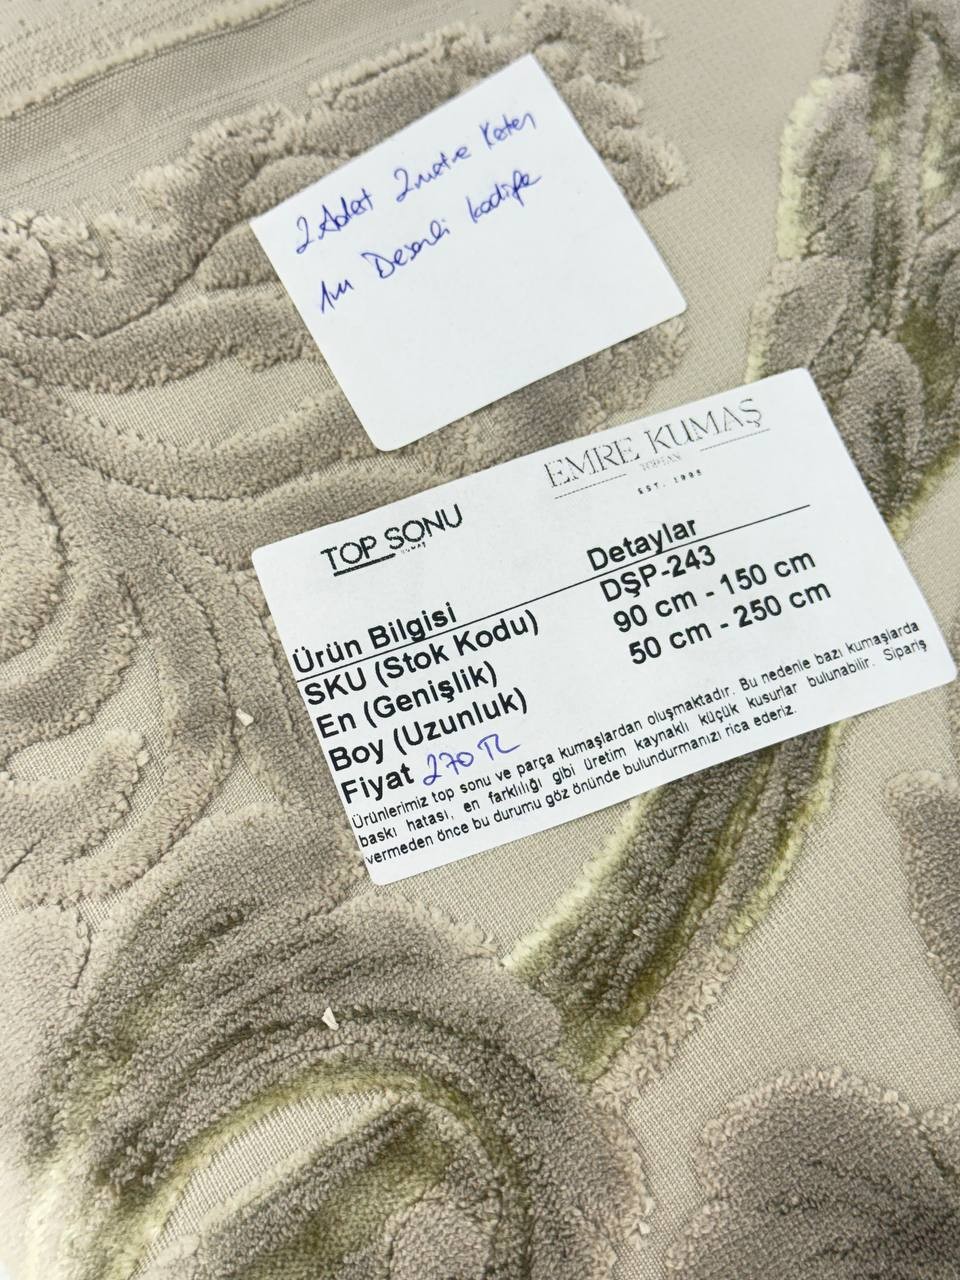 2 Adet 2 metre Keten
1m Desenli kadife
EMRE KUMAŞ
TOPTAN
EST. 1998
TOP SONU
KUMAŞ
Ürün Bilgisi Detaylar
SKU (Stok Kodu) DŞP-243
En (Genişlik) 90 cm - 150 cm
Boy (Uzunluk) 50 cm - 250 cm
Fiyat 270 TL
Ürünlerimiz top sonu ve parça kumaşlardan oluşmaktadır. Bu nedenle bazı kumaşlarda
baskı hatası, en farklılığı gibi üretim kaynaklı küçük kusurlar bulunabilir. Sipariş
vermeden önce bu durumu göz önünde bulundurmanızı rica ederiz.